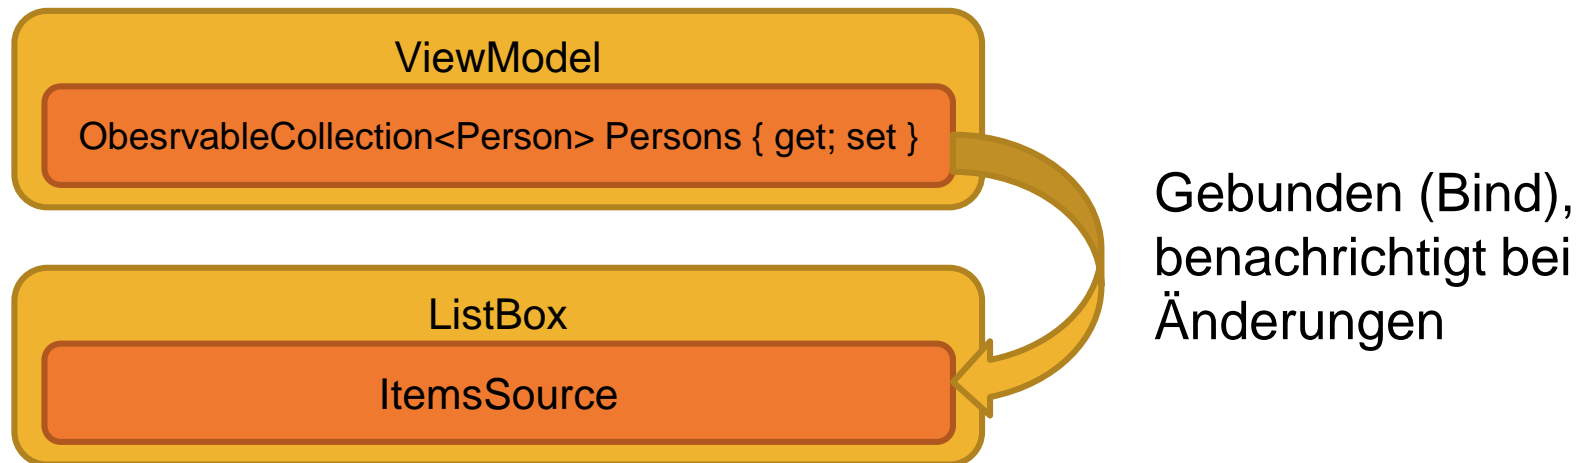 ViewModel
ObesrvableCollection<Person> Persons { get; set }
Gebunden (Bind),
benachrichtigt bei
Änderungen
ListBox
ItemsSource